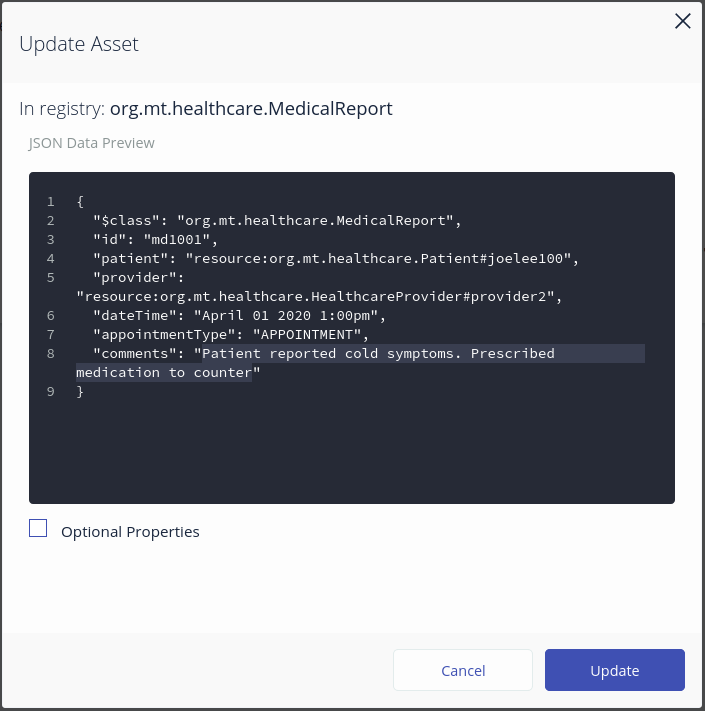 Update Asset
In registry: org.mt.healthcare.MedicalReport
JSON Data Preview
1 {
2 "$class": "org.mt.healthcare.MedicalReport",
3 "id": "md1001",
4 "patient": "resource:org.mt.healthcare.Patient#joelee100",
5 "provider":
"resource:org.mt.healthcare.HealthcareProvider#provider2",
6 "dateTime": "April 01 2020 1:00pm",
7 "appointmentType": "APPOINTMENT",
8 "comments": "Patient reported cold symptoms. Prescribed
medication to counter"
9 }
Optional Properties
Cancel Update